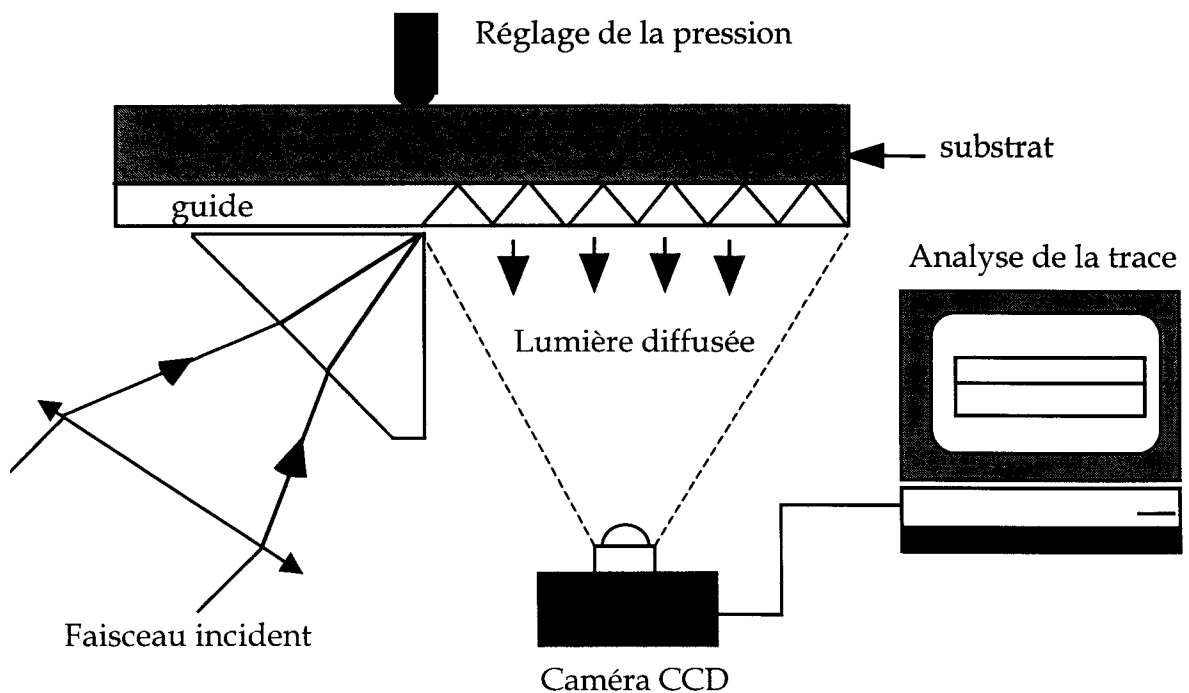 Réglage de la pression
substrat
guide
Analyse de la trace
Lumière diffusée
Faisceau incident
Caméra CCD